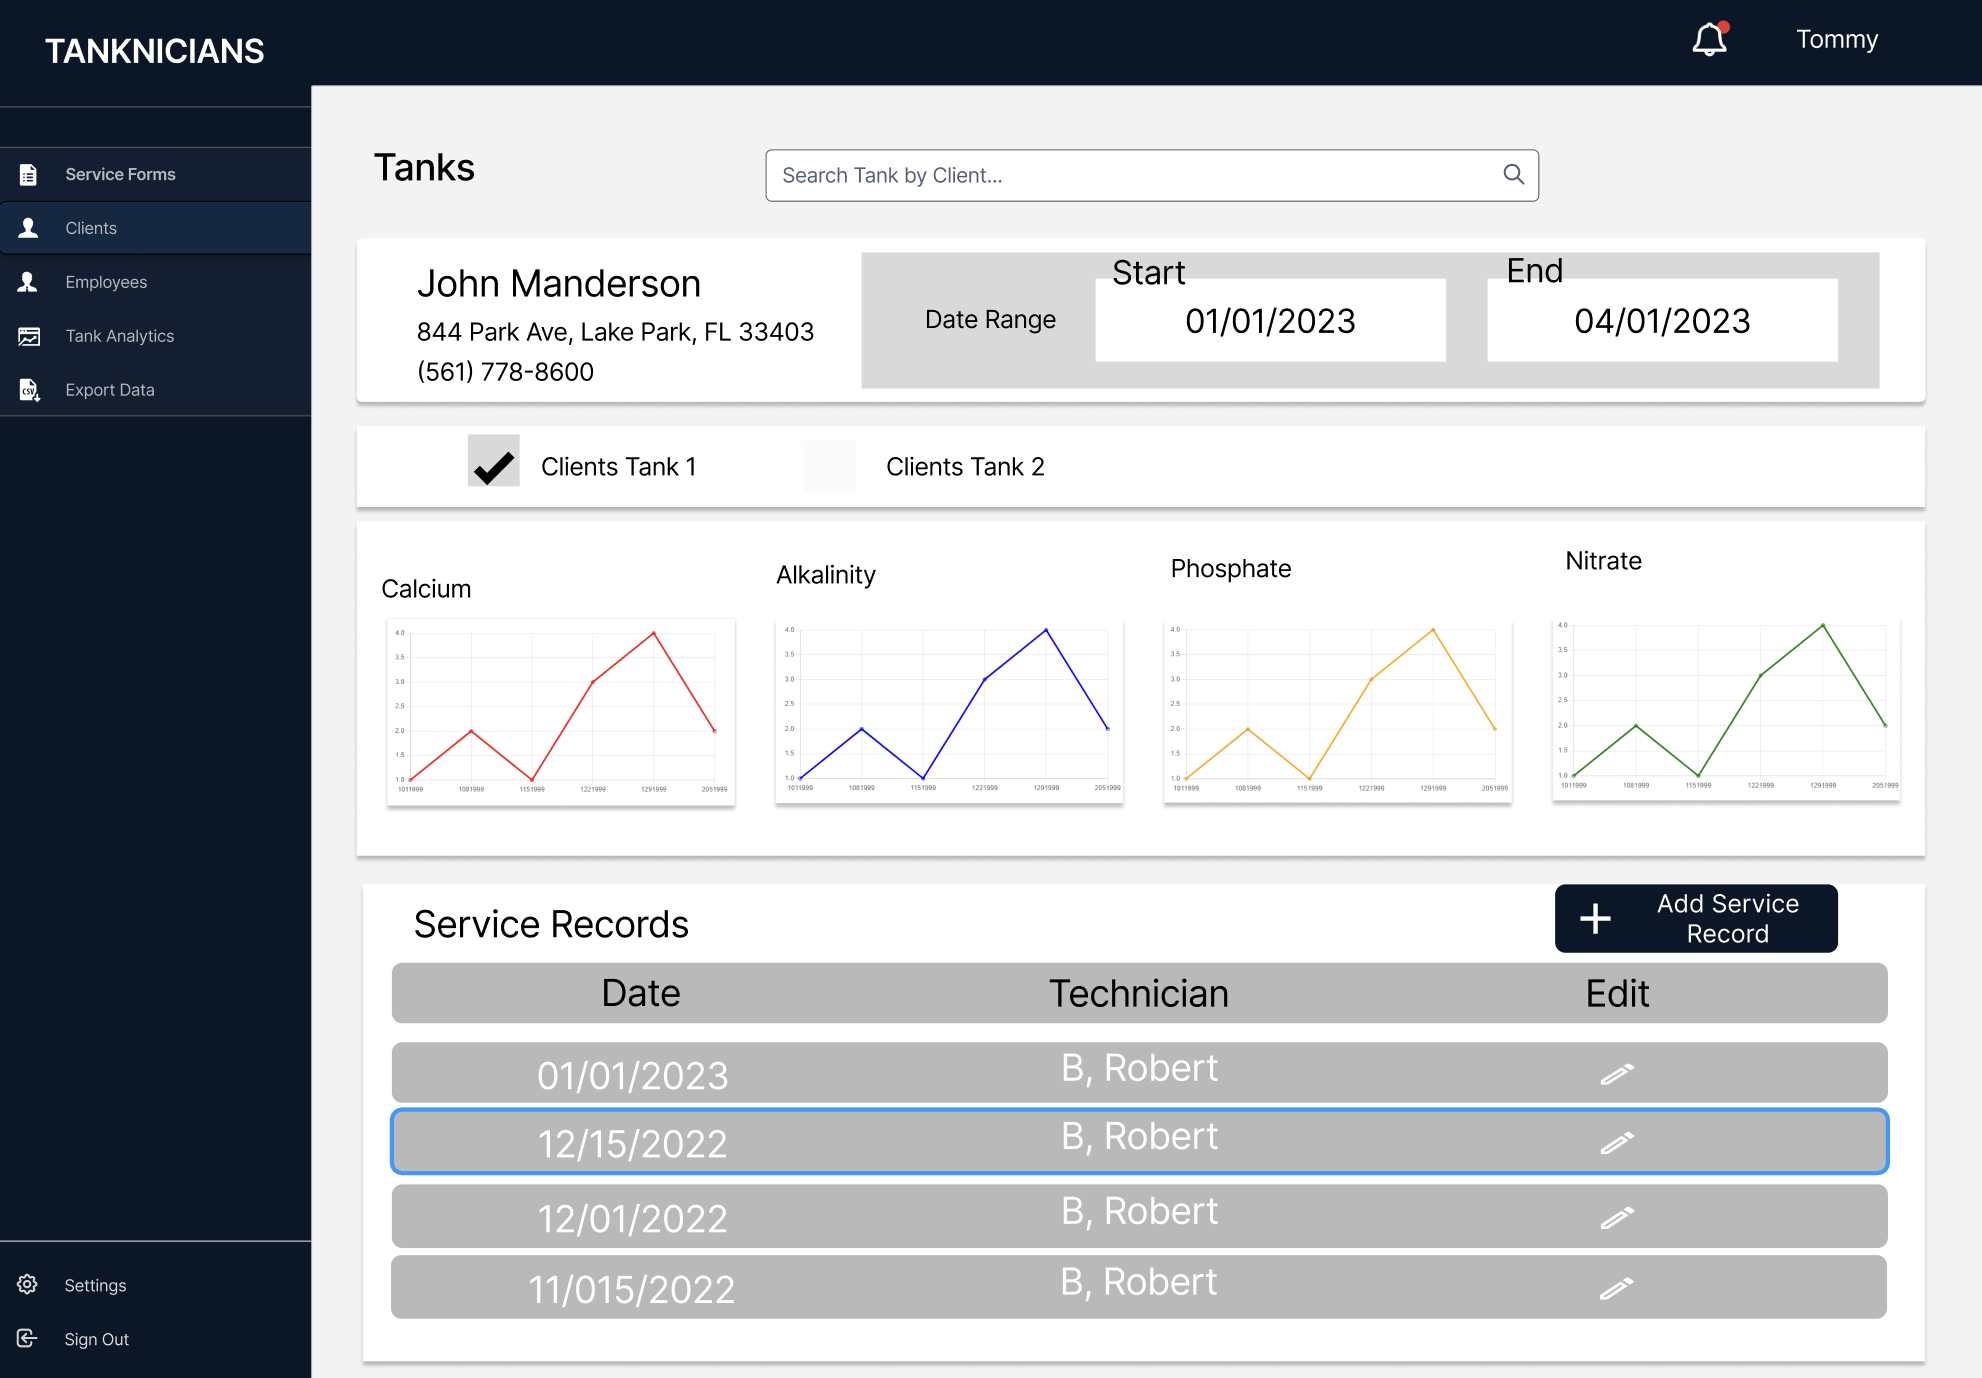 TANKNICIANS
Tommy
Service Forms
Clients
Employees
Tank Analytics
CSV
Export Data
Settings
Sign Out
Tanks
Search Tank by Client...
John Manderson
844 Park Ave, Lake Park, FL 33403
(561) 778-8600
Date Range
Start
01/01/2023
End
04/01/2023
Clients Tank 1
Clients Tank 2
Calcium
4.0
3.5
3.0
2.5
2.0
1.5
1.0
1011999 1081999 1151999 1221999 1291999 2051999
Alkalinity
4.0
3.5
3.0
2.5
2.0
1.5
1.0
1011999 1081999 1151999 1221999 1291999 2051999
Phosphate
4.0
3.5
3.0
2.5
2.0
1.5
1.0
1011999 1081999 1151999 1221999 1291999 2051999
Nitrate
4.0
3.5
3.0
2.5
2.0
1.5
1.0
1011999 1081999 1151999 1221999 1291999 2051999
Service Records
Add Service
Record
Date Technician Edit
01/01/2023 B, Robert
12/15/2022 B, Robert
12/01/2022 B, Robert
11/015/2022 B, Robert